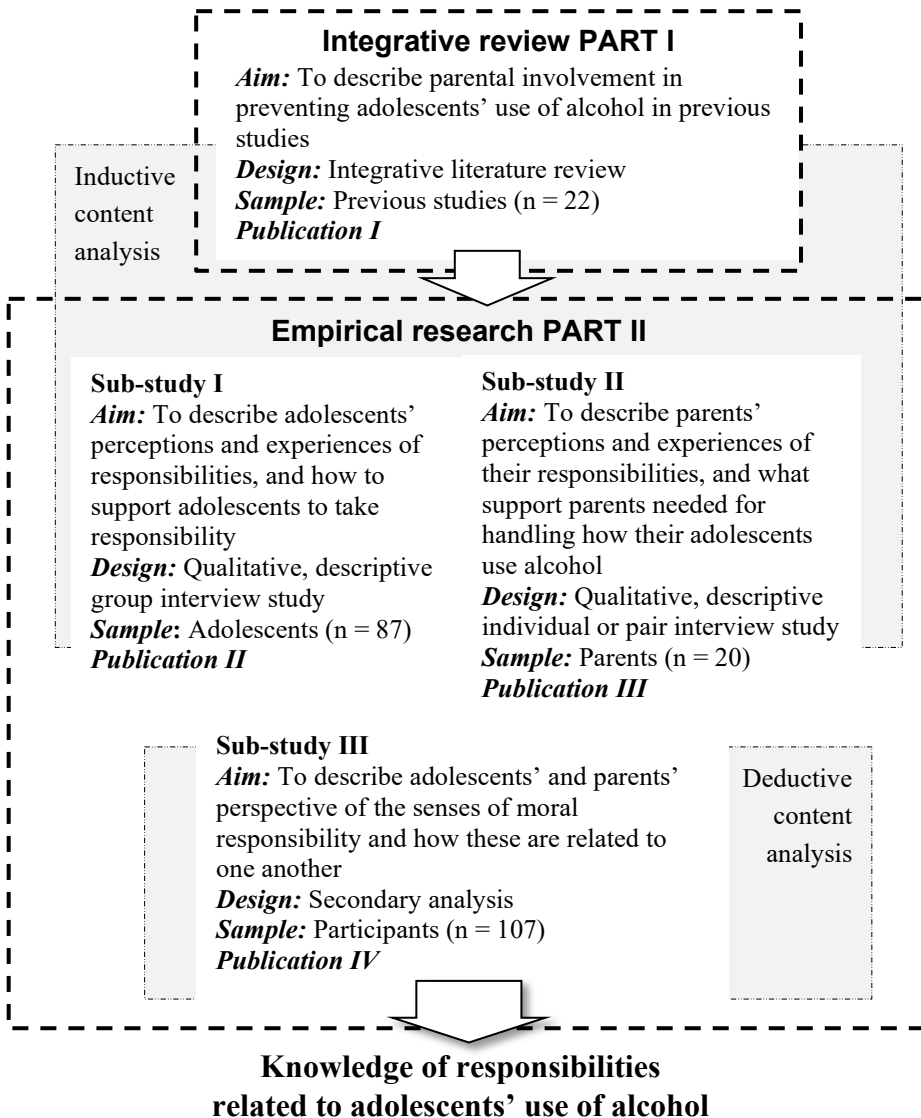 Integrative review PART I
Aim: To describe parental involvement in
preventing adolescents’ use of alcohol in previous
studies
Design: Integrative literature review
Sample: Previous studies (n = 22)
Publication I
Inductive
content
analysis
Empirical research PART II
Sub-study I
Aim: To describe adolescents’
perceptions and experiences of
responsibilities, and how to
support adolescents to take
responsibility
Design: Qualitative, descriptive
group interview study
Sample: Adolescents (n = 87)
Publication II
Sub-study II
Aim: To describe parents’
perceptions and experiences of
their responsibilities, and what
support parents needed for
handling how their adolescents
use alcohol
Design: Qualitative, descriptive
individual or pair interview study
Sample: Parents (n = 20)
Publication III
Sub-study III
Aim: To describe adolescents’ and parents’
perspective of the senses of moral
responsibility and how these are related to
one another
Design: Secondary analysis
Sample: Participants (n = 107)
Publication IV
Deductive
content
analysis
Knowledge of responsibilities
related to adolescents’ use of alcohol